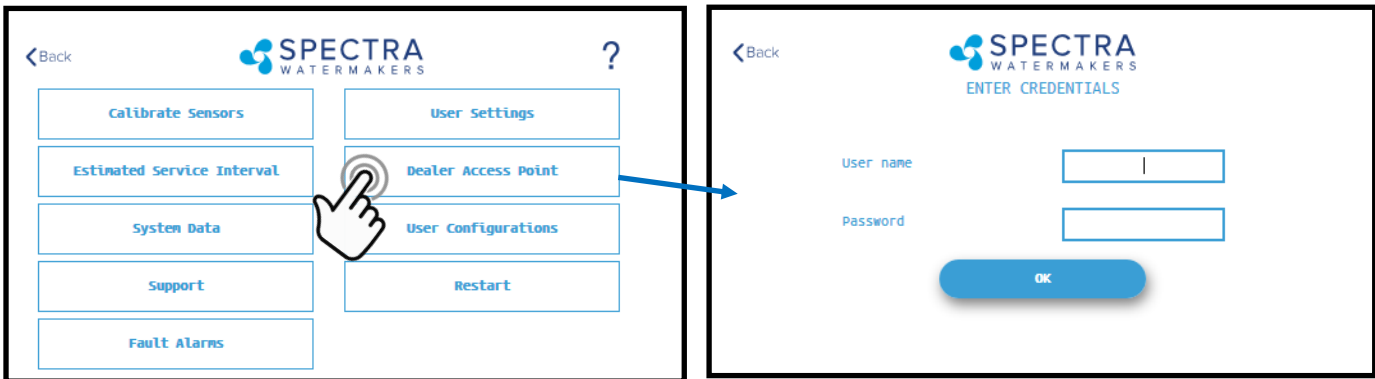 Back
SPECTRA
WATERMAKERS
?
Calibrate Sensors
User Settings
Estimated Service Interval
Dealer Access Point
System Data
User Configurations
Support
Restart
Fault Alarms
Back
SPECTRA
WATERMAKERS
ENTER CREDENTIALS
User name
Password
OK